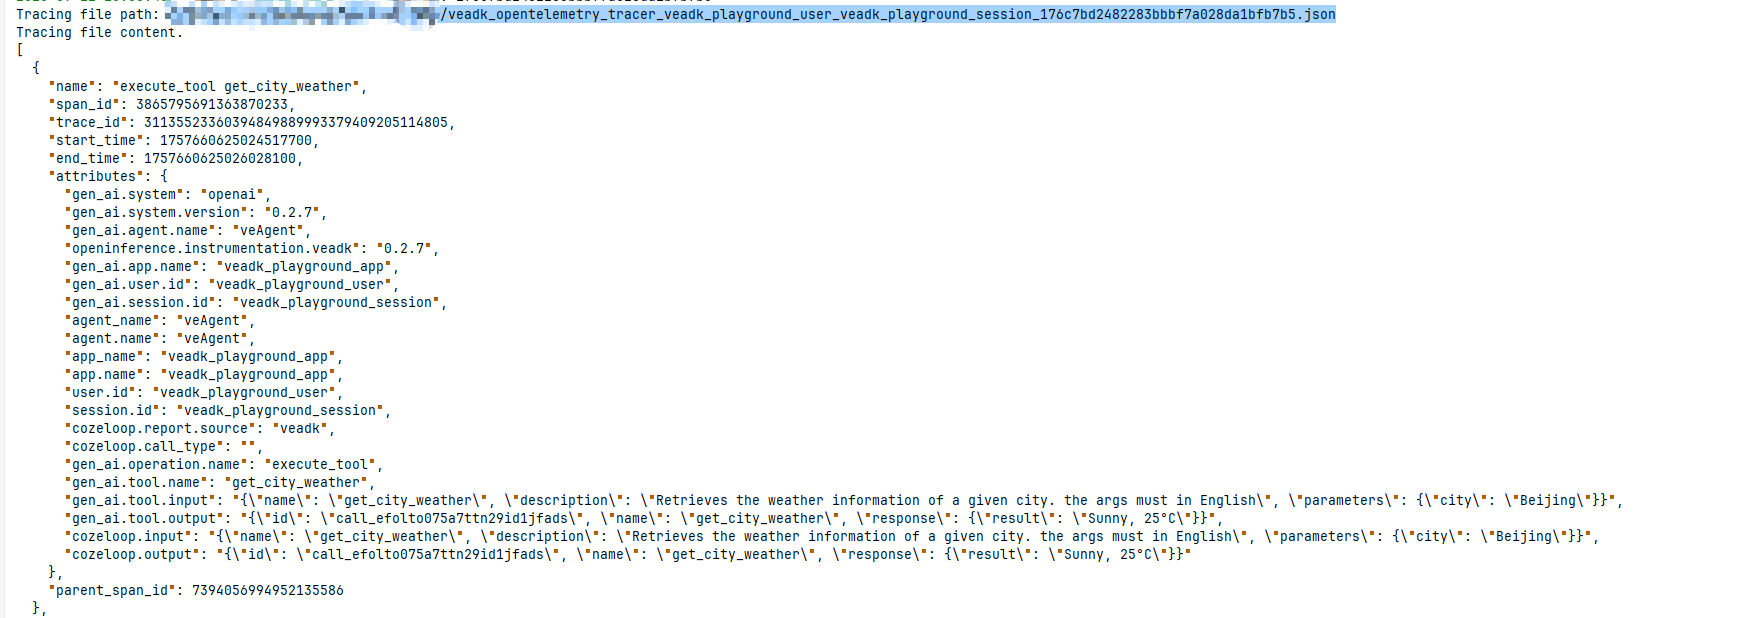 Tracing file path: /veadk_opentelemetry_tracer_veadk_playground_user_veadk_playground_session_176c7bd2482283bbbf7a028da1bfb7b5.json
Tracing file content.
[
  {
    "name": "execute_tool get_city_weather",
    "span_id": 3865795691363870233,
    "trace_id": 311355233603948498899933794092051​14805,
    "start_time": 1757660625024517700,
    "end_time": 1757660625026028100,
    "attributes": {
      "gen_ai.system": "openai",
      "gen_ai.system.version": "0.2.7",
      "gen_ai.agent.name": "veAgent",
      "openinference.instrumentation.veadk": "0.2.7",
      "gen_ai.app.name": "veadk_playground_app",
      "gen_ai.user.id": "veadk_playground_user",
      "gen_ai.session.id": "veadk_playground_session",
      "agent_name": "veAgent",
      "agent.name": "veAgent",
      "app_name": "veadk_playground_app",
      "app.name": "veadk_playground_app",
      "user.id": "veadk_playground_user",
      "session.id": "veadk_playground_session",
      "cozeloop.report.source": "veadk",
      "cozeloop.call_type": "",
      "gen_ai.operation.name": "execute_tool",
      "gen_ai.tool.name": "get_city_weather",
      "gen_ai.tool.input": "{\"name\": \"get_city_weather\", \"description\": \"Retrieves the weather information of a given city. the args must in English\", \"parameters\": {\"city\": \"Beijing\"}}",
      "gen_ai.tool.output": "{\"id\": \"call_efolto075a7ttn29id1jfads\", \"name\": \"get_city_weather\", \"response\": {\"result\": \"Sunny, 25°C\"}}",
      "cozeloop.input": "{\"name\": \"get_city_weather\", \"description\": \"Retrieves the weather information of a given city. the args must in English\", \"parameters\": {\"city\": \"Beijing\"}}",
      "cozeloop.output": "{\"id\": \"call_efolto075a7ttn29id1jfads\", \"name\": \"get_city_weather\", \"response\": {\"result\": \"Sunny, 25°C\"}}"
    },
    "parent_span_id": 7394056994952135586
  },